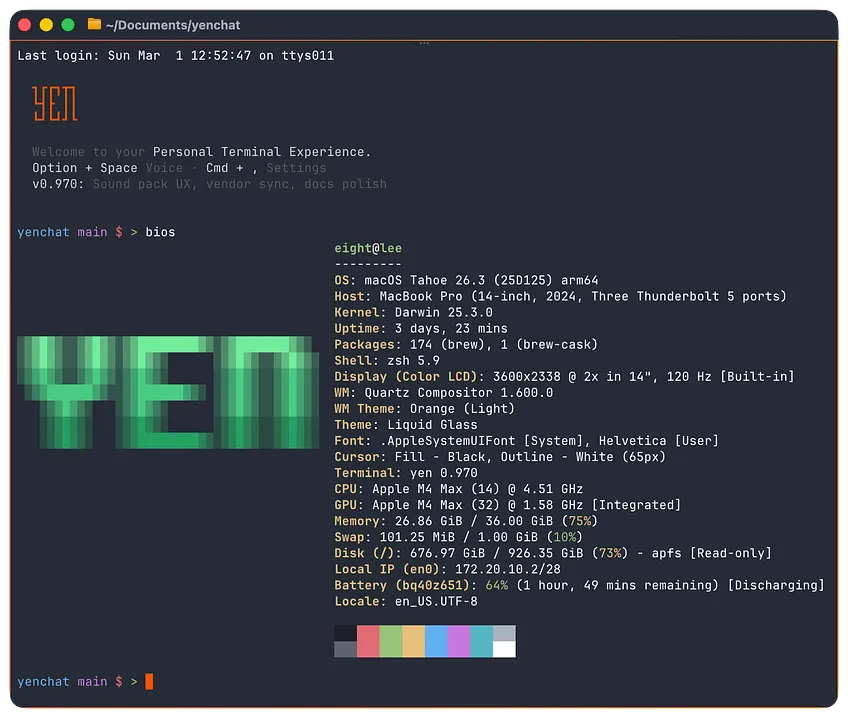 ~/Documents/yenchat
Last login: Sun Mar  1 12:52:47 on ttys011
YEN
Welcome to your Personal Terminal Experience.
Option + Space Voice · Cmd + , Settings
v0.970: Sound pack UX, vendor sync, docs polish
yenchat main $ > bios
YEN
eight@lee
---------
OS: macOS Tahoe 26.3 (25D125) arm64
Host: MacBook Pro (14-inch, 2024, Three Thunderbolt 5 ports)
Kernel: Darwin 25.3.0
Uptime: 3 days, 23 mins
Packages: 174 (brew), 1 (brew-cask)
Shell: zsh 5.9
Display (Color LCD): 3600x2338 @ 2x in 14", 120 Hz [Built-in]
WM: Quartz Compositor 1.600.0
WM Theme: Orange (Light)
Theme: Liquid Glass
Font: .AppleSystemUIFont [System], Helvetica [User]
Cursor: Fill - Black, Outline - White (65px)
Terminal: yen 0.970
CPU: Apple M4 Max (14) @ 4.51 GHz
GPU: Apple M4 Max (32) @ 1.58 GHz [Integrated]
Memory: 26.86 GiB / 36.00 GiB (75%)
Swap: 101.25 MiB / 1.00 GiB (10%)
Disk (/): 676.97 GiB / 926.35 GiB (73%) - apfs [Read-only]
Local IP (en0): 172.20.10.2/28
Battery (bq40z651): 64% (1 hour, 49 mins remaining) [Discharging]
Locale: en_US.UTF-8
yenchat main $ >